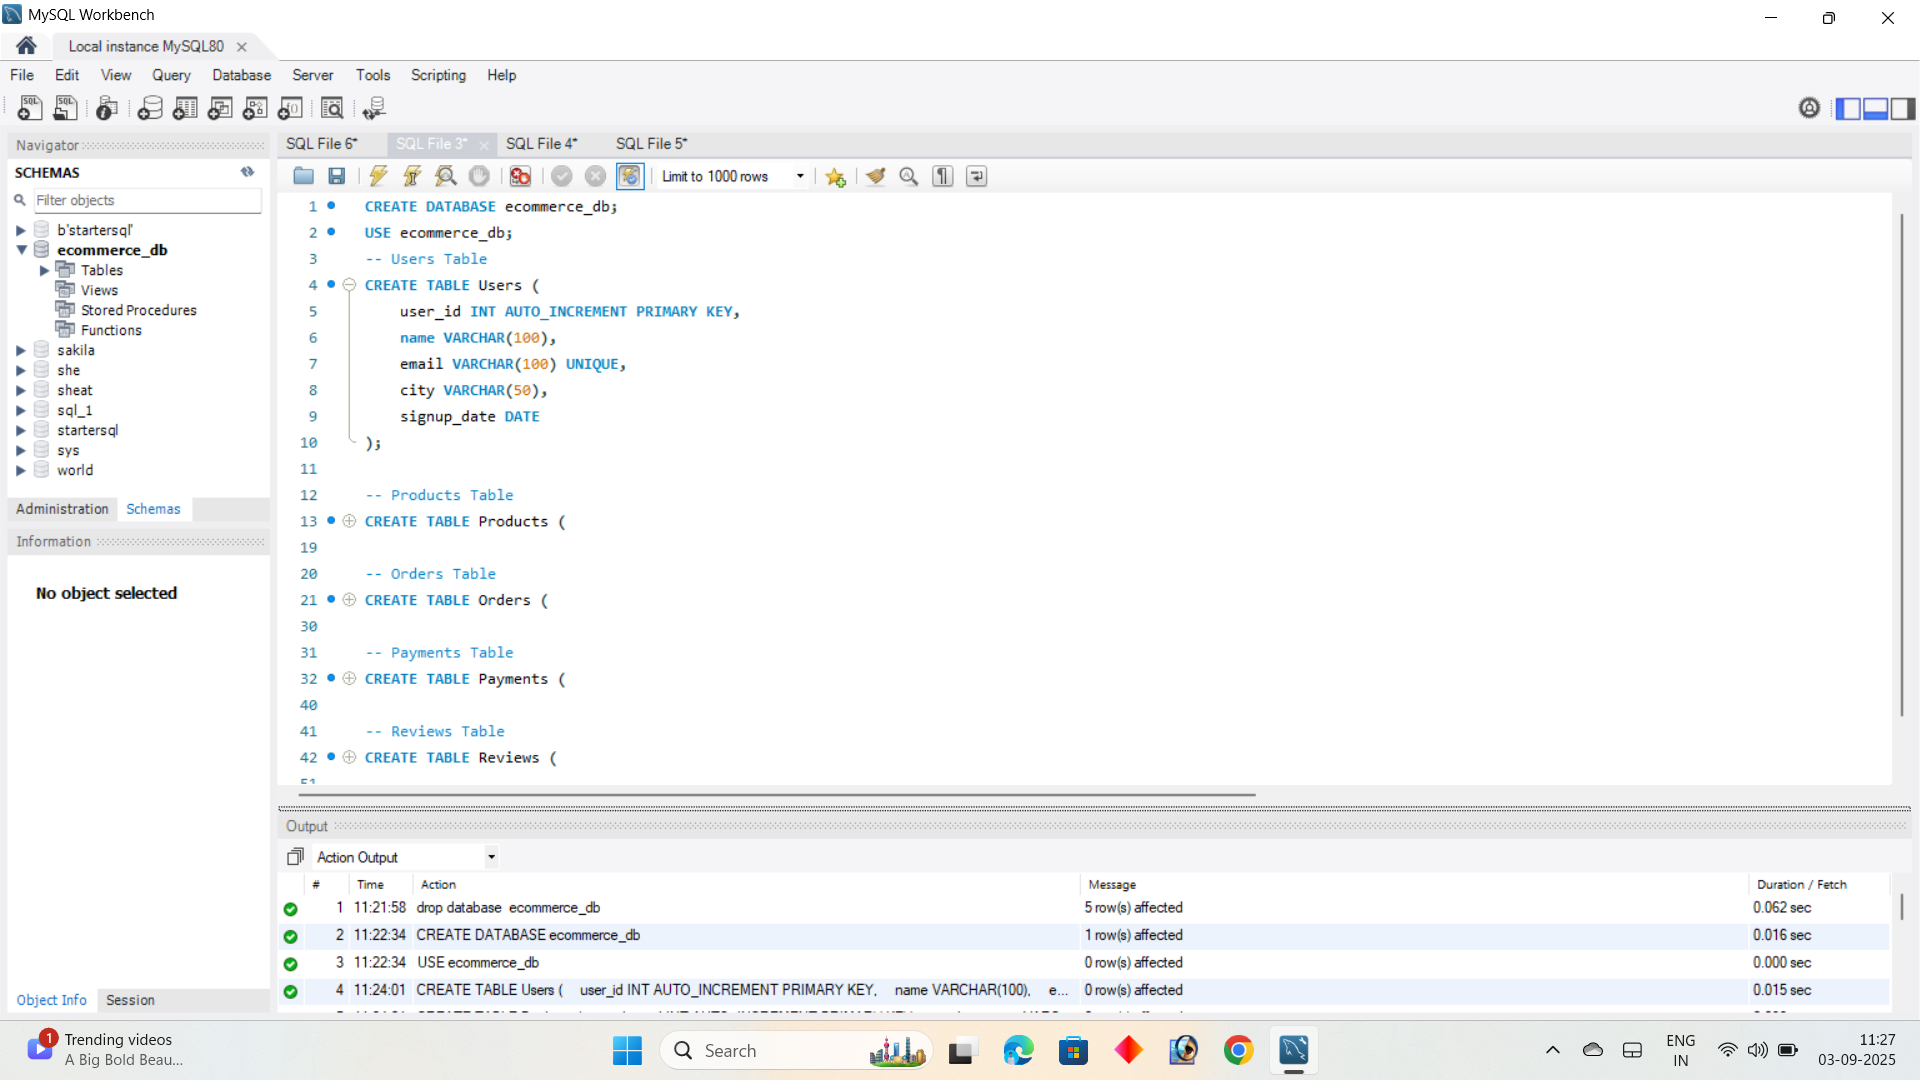 MySQL Workbench
Local instance MySQL80
File Edit View Query Database Server Tools Scripting Help
Navigator
SCHEMAS
Filter objects
b'startersql'
ecommerce_db
Tables
Views
Stored Procedures
Functions
sakila
she
sheat
sql_1
startersql
sys
world
Administration Schemas
Information
No object selected
Object Info Session
SQL File 6* SQL File 3* SQL File 4* SQL File 5*
Limit to 1000 rows
1 CREATE DATABASE ecommerce_db;
2 USE ecommerce_db;
3 -- Users Table
4 CREATE TABLE Users (
5 user_id INT AUTO_INCREMENT PRIMARY KEY,
6 name VARCHAR(100),
7 email VARCHAR(100) UNIQUE,
8 city VARCHAR(50),
9 signup_date DATE
10 );
11
12 -- Products Table
13 CREATE TABLE Products (
19
20 -- Orders Table
21 CREATE TABLE Orders (
30
31 -- Payments Table
32 CREATE TABLE Payments (
40
41 -- Reviews Table
42 CREATE TABLE Reviews (
51
Output
Action Output
# Time Action Message Duration / Fetch
1 11:21:58 drop database ecommerce_db 5 row(s) affected 0.062 sec
2 11:22:34 CREATE DATABASE ecommerce_db 1 row(s) affected 0.016 sec
3 11:22:34 USE ecommerce_db 0 row(s) affected 0.000 sec
4 11:24:01 CREATE TABLE Users ( user_id INT AUTO_INCREMENT PRIMARY KEY, name VARCHAR(100), e... 0 row(s) affected 0.015 sec
1
Trending videos
A Big Bold Beau...
Search
ENG
IN
11:27
03-09-2025